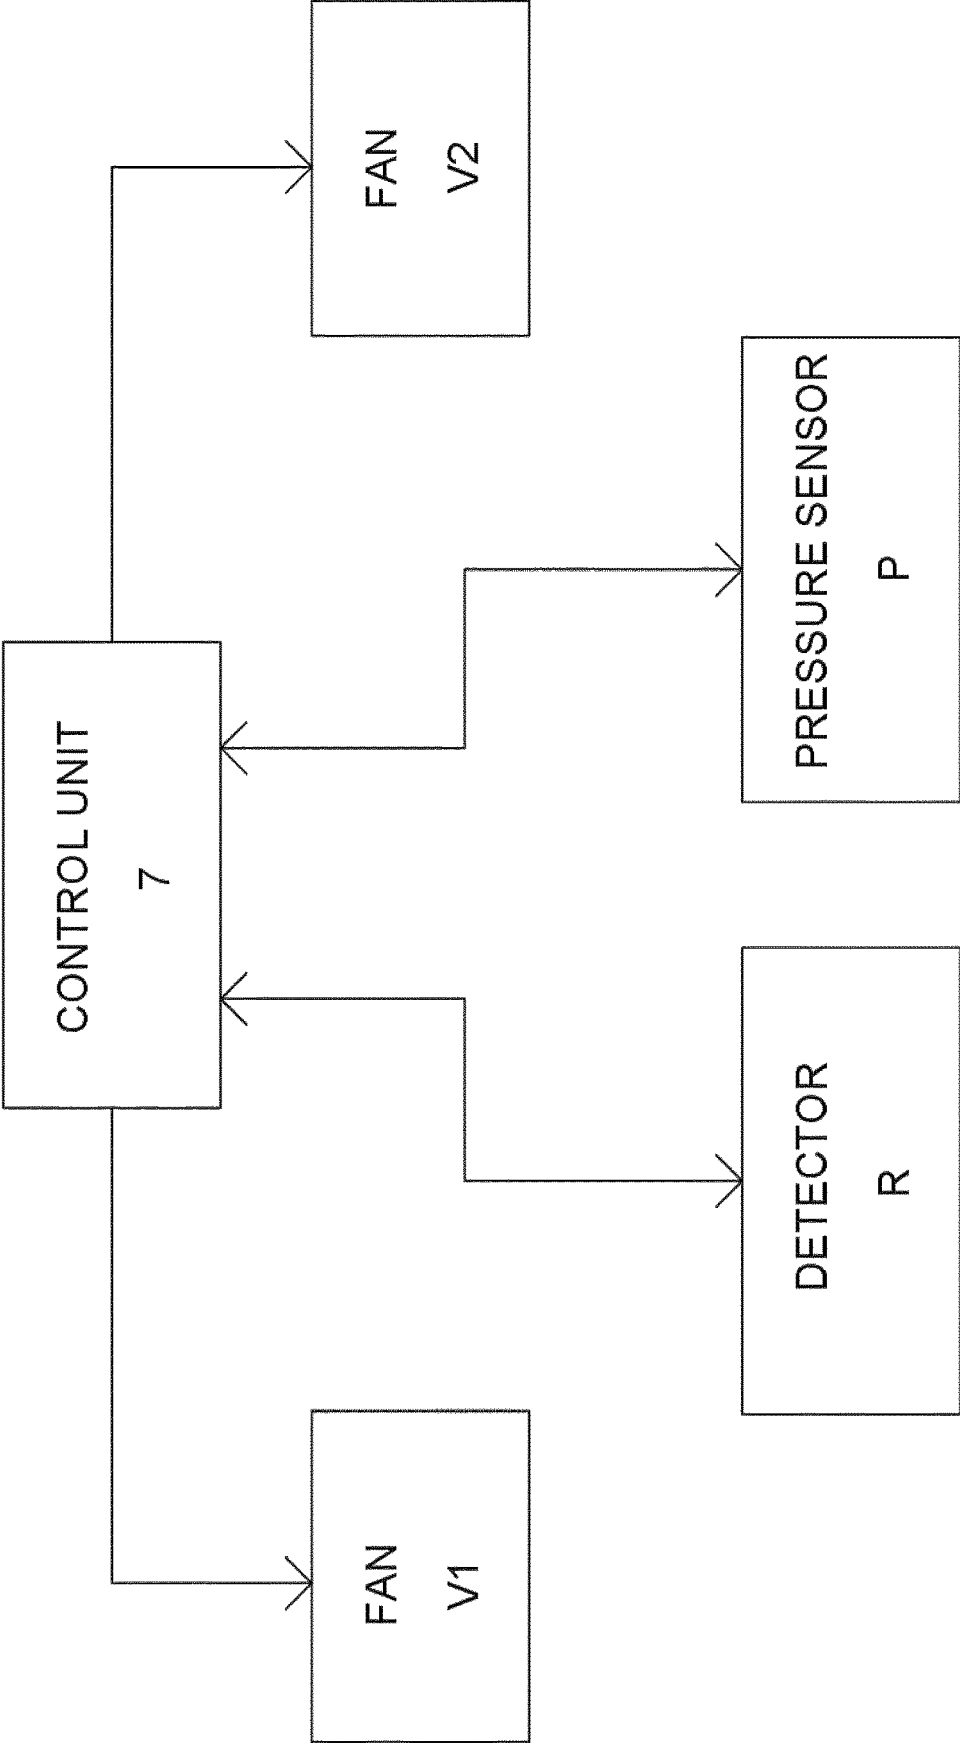 CONTROL UNIT
7
FAN
V1
FAN
V2
DETECTOR
R
PRESSURE SENSOR
P